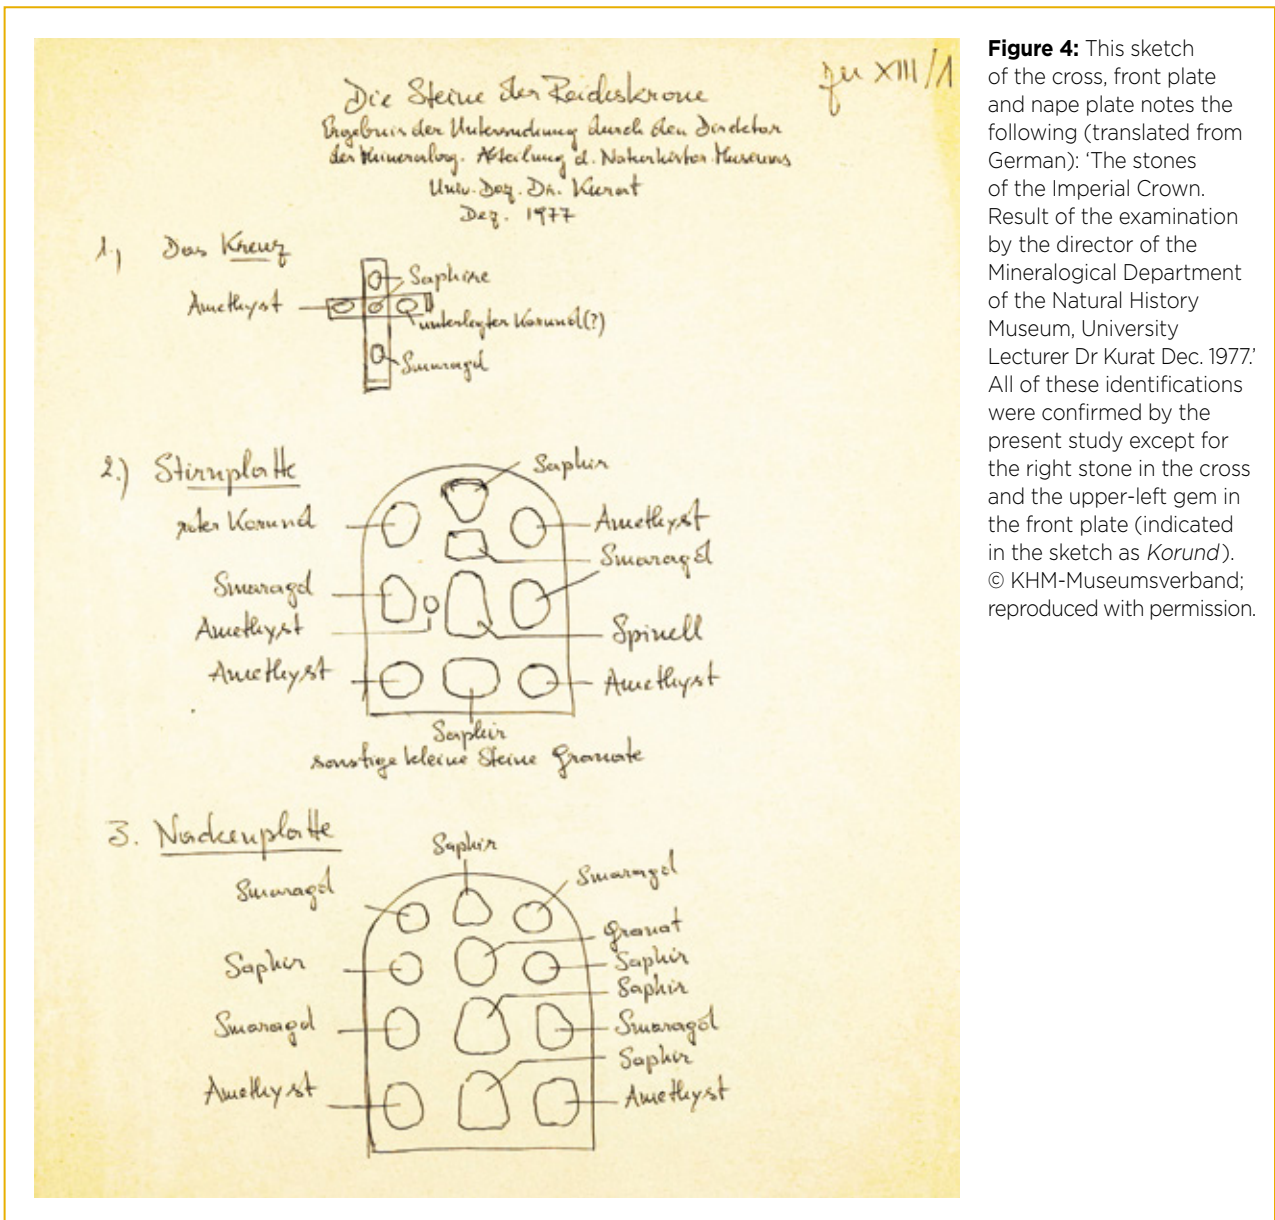 zu XIII/1
Die Steine der Reichskrone
Ergebnis der Untersuchung durch den Direktor
der Mineralog. Abteilung d. Naturhistor. Museums
Univ. Doz. Dr. Kurat
Dez. 1977
1.) Das Kreuz
Saphire
Amethyst
unterlegter Korund(?)
Smaragd
2.) Stirnplatte
Saphir
roter Korund
Amethyst
Smaragd
Smaragd
Amethyst
Spinell
Amethyst
Amethyst
Saphir
sonstige kleine Steine Granate
3. Nackenplatte
Saphir
Smaragd
Smaragd
Granat
Saphir
Saphir
Saphir
Smaragd
Smaragd
Saphir
Amethyst
Amethyst
Figure 4: This sketch
of the cross, front plate
and nape plate notes the
following (translated from
German): ‘The stones
of the Imperial Crown.
Result of the examination
by the director of the
Mineralogical Department
of the Natural History
Museum, University
Lecturer Dr Kurat Dec. 1977.’
All of these identifications
were confirmed by the
present study except for
the right stone in the cross
and the upper-left gem in
the front plate (indicated
in the sketch as Korund).
© KHM-Museumsverband;
reproduced with permission.